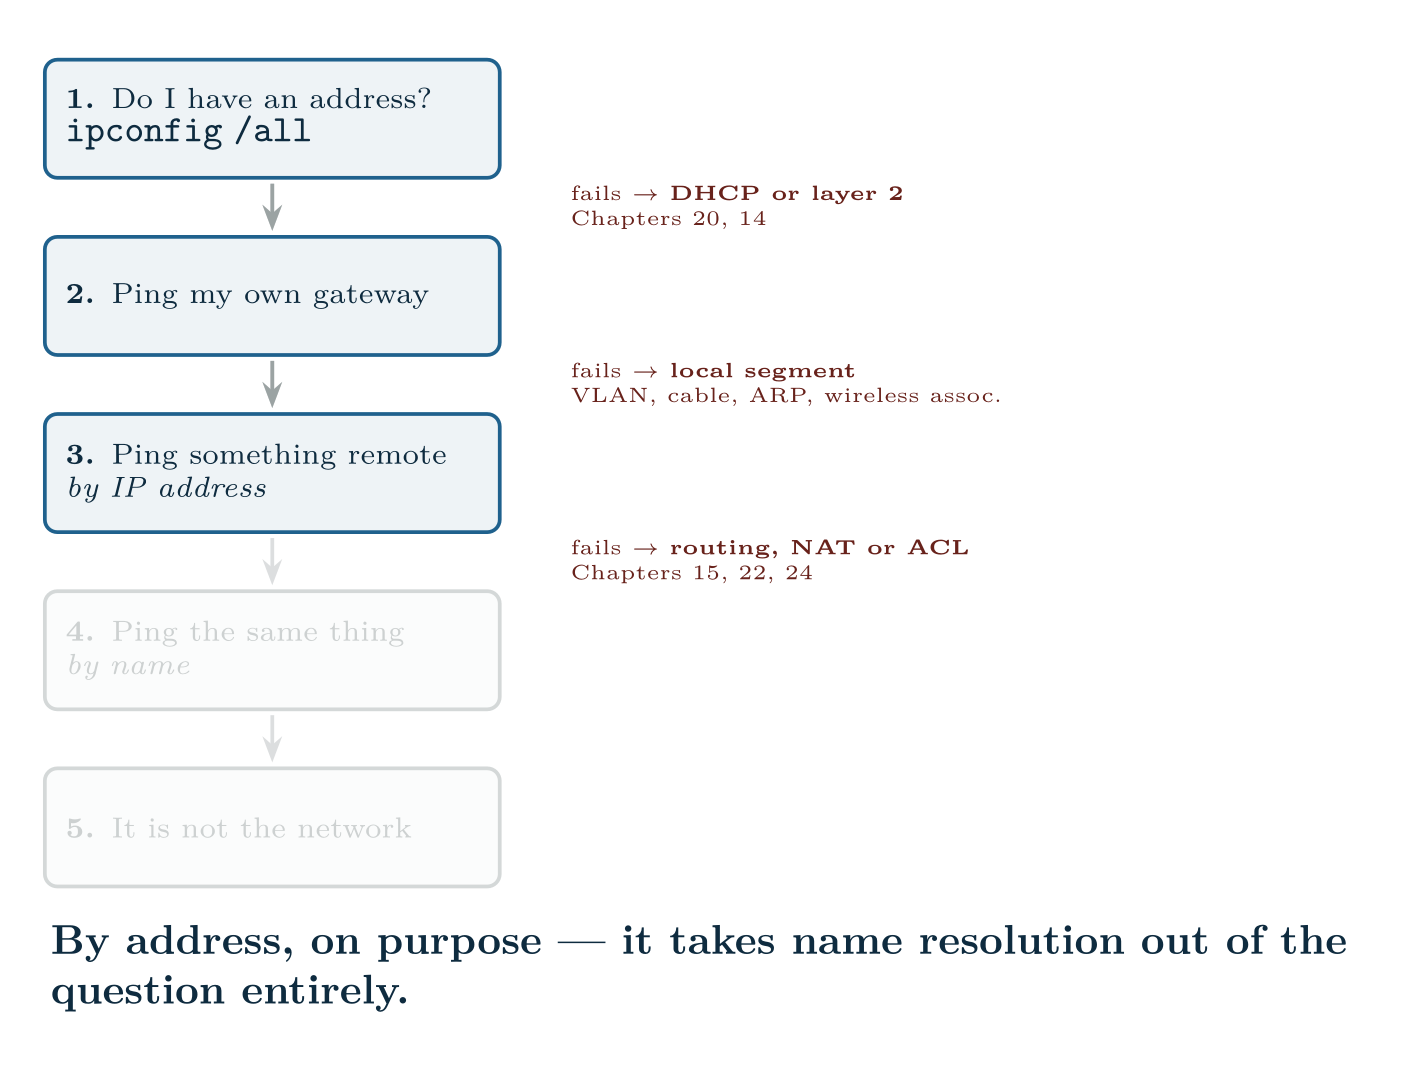 1. Do I have an address?
ipconfig /all
fails → DHCP or layer 2
Chapters 20, 14
2. Ping my own gateway
fails → local segment
VLAN, cable, ARP, wireless assoc.
3. Ping something remote
by IP address
fails → routing, NAT or ACL
Chapters 15, 22, 24
4. Ping the same thing
by name
5. It is not the network
By address, on purpose — it takes name resolution out of the
question entirely.